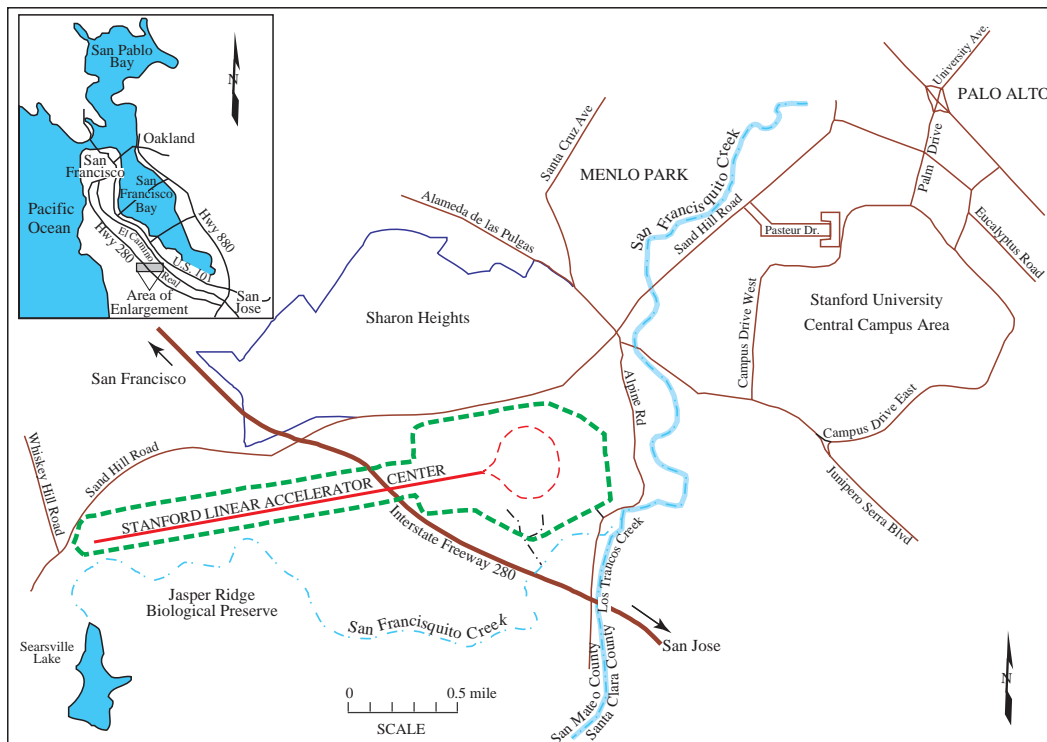 San Pablo
Bay
N
Oakland
San
Francisco
San
Francisco
Bay
Pacific
Ocean
Hwy 280
El Camino
Real
U.S. 101
Hwy 880
Area of
Enlargement
San
Jose
University Ave.
PALO ALTO
Palm Drive
Santa Cruz Ave
MENLO PARK
San Francisquito Creek
Sand Hill Road
Alameda de las Pulgas
Pasteur Dr.
Eucalyptus Road
Stanford University
Central Campus Area
Sharon Heights
Campus Drive West
San Francisco
Alpine Rd
Campus Drive East
Junipero Serra Blvd
Whiskey Hill Road
Sand Hill Road
STANFORD LINEAR ACCELERATOR CENTER
Interstate Freeway 280
Los Trancos Creek
Jasper Ridge
Biological Preserve
San Francisquito Creek
Searsville
Lake
San Jose
San Mateo County
Santa Clara County
0 0.5 mile
SCALE
N